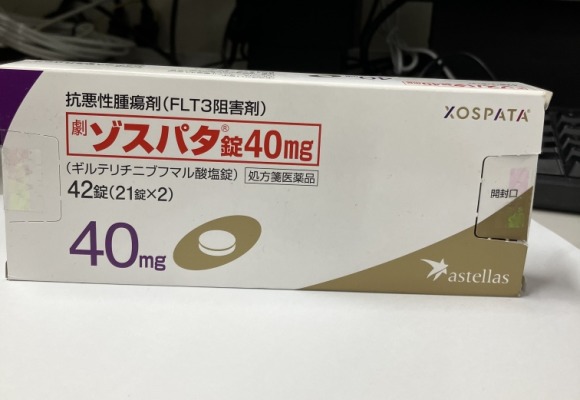 抗悪性腫瘍剤(FLT3阻害剤)
XOSPATA®
劇 ゾスパタ®錠40mg
(ギルテリチニブフマル酸塩錠) 処方箋医薬品
42錠(21錠×2)
開封口
40mg
astellas